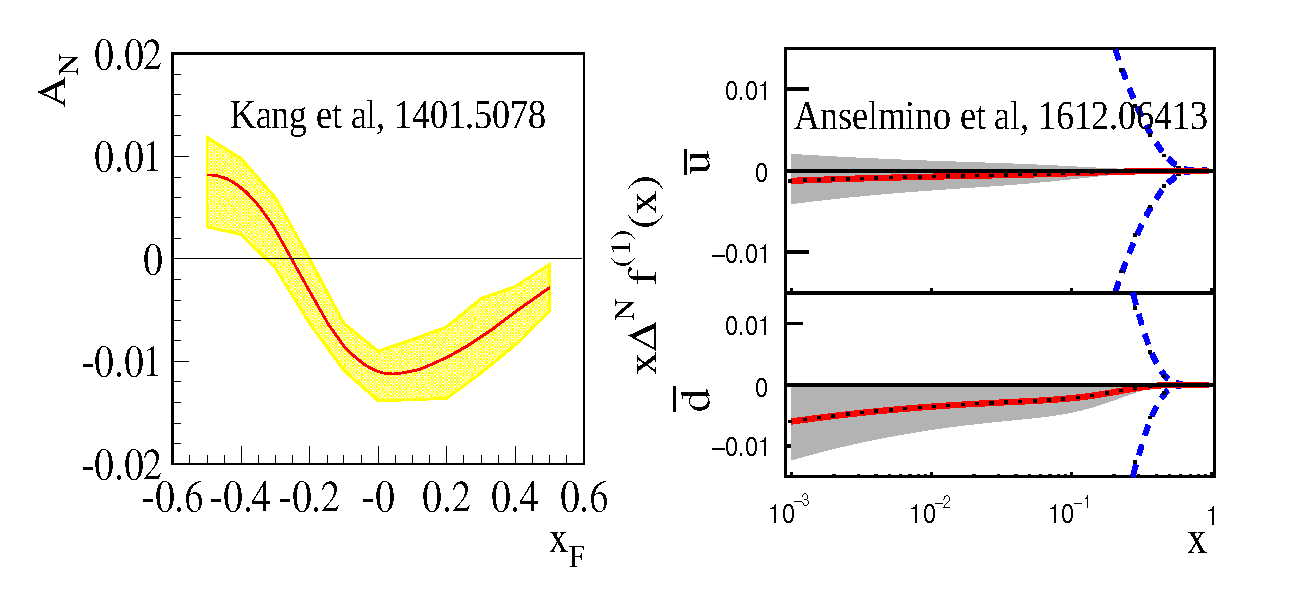 A_N
0.02
0.01
0
-0.01
-0.02
Kang et al, 1401.5078
-0.6 -0.4 -0.2 -0 0.2 0.4 0.6
x_F
x∆^N f^(1)(x)
u̅
0.01
0
−0.01
Anselmino et al, 1612.06413
d̅
0.01
0
−0.01
10^−3 10^−2 10^−1 1
x